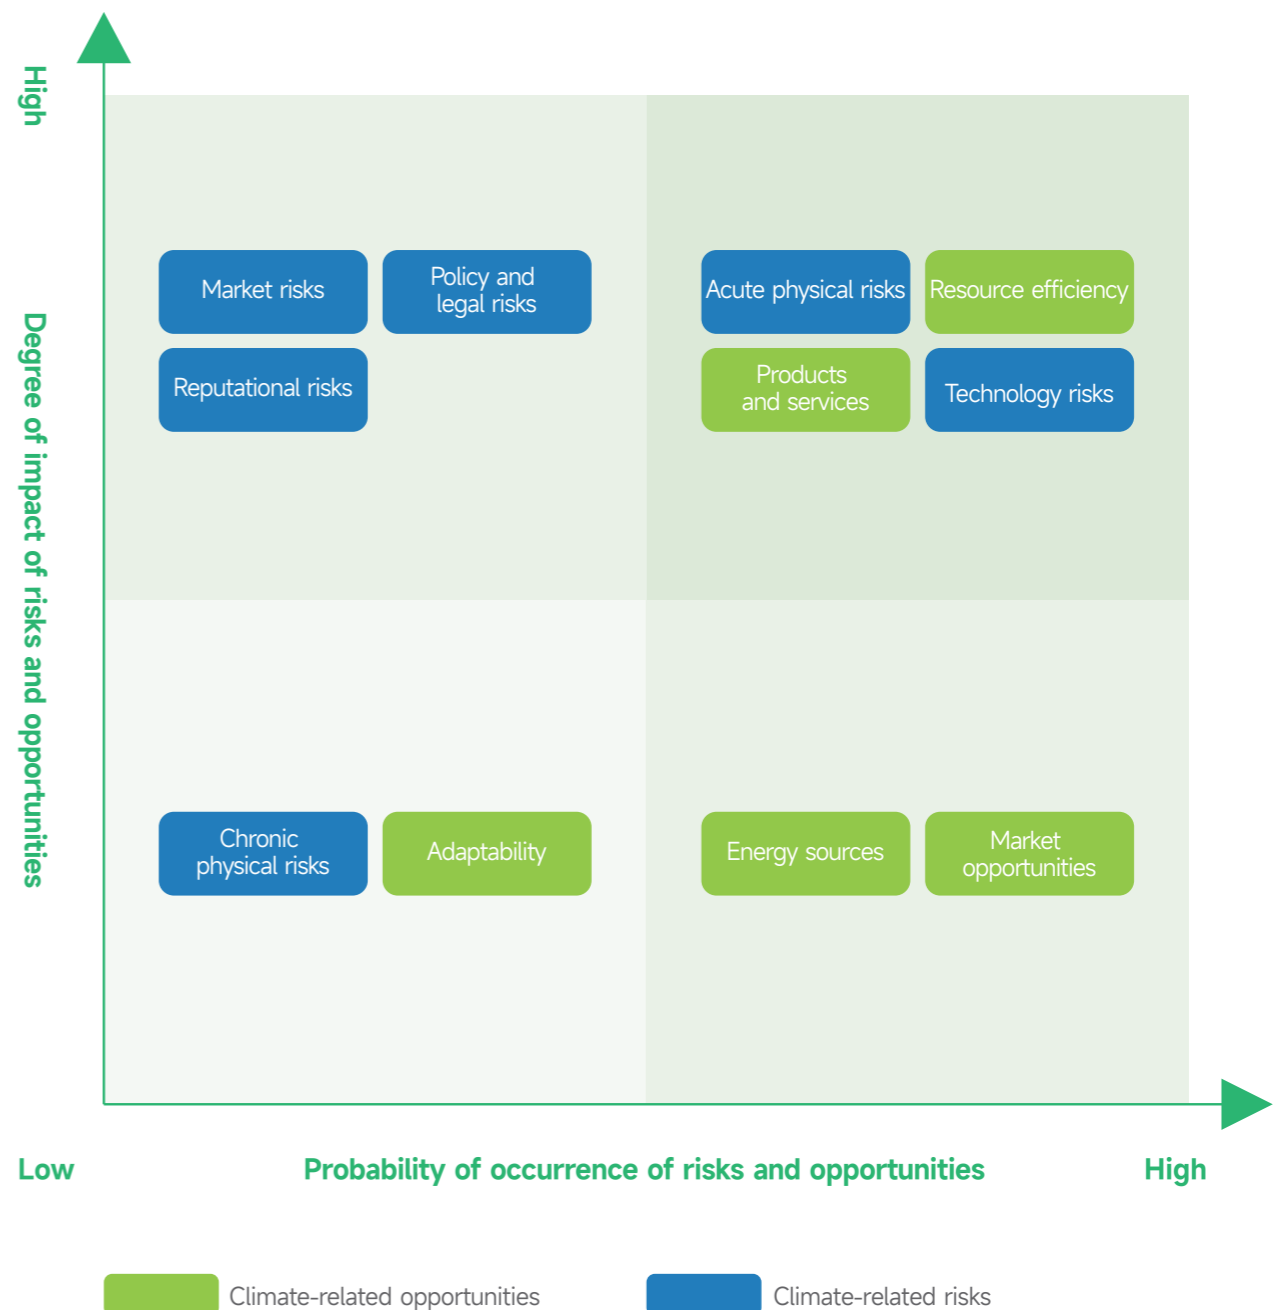 High
Degree of impact of risks and opportunities
Market risks
Policy and
legal risks
Reputational risks
Acute physical risks
Resource efficiency
Products
and services
Technology risks
Chronic
physical risks
Adaptability
Energy sources
Market
opportunities
Low
Probability of occurrence of risks and opportunities
High
Climate-related opportunities
Climate-related risks